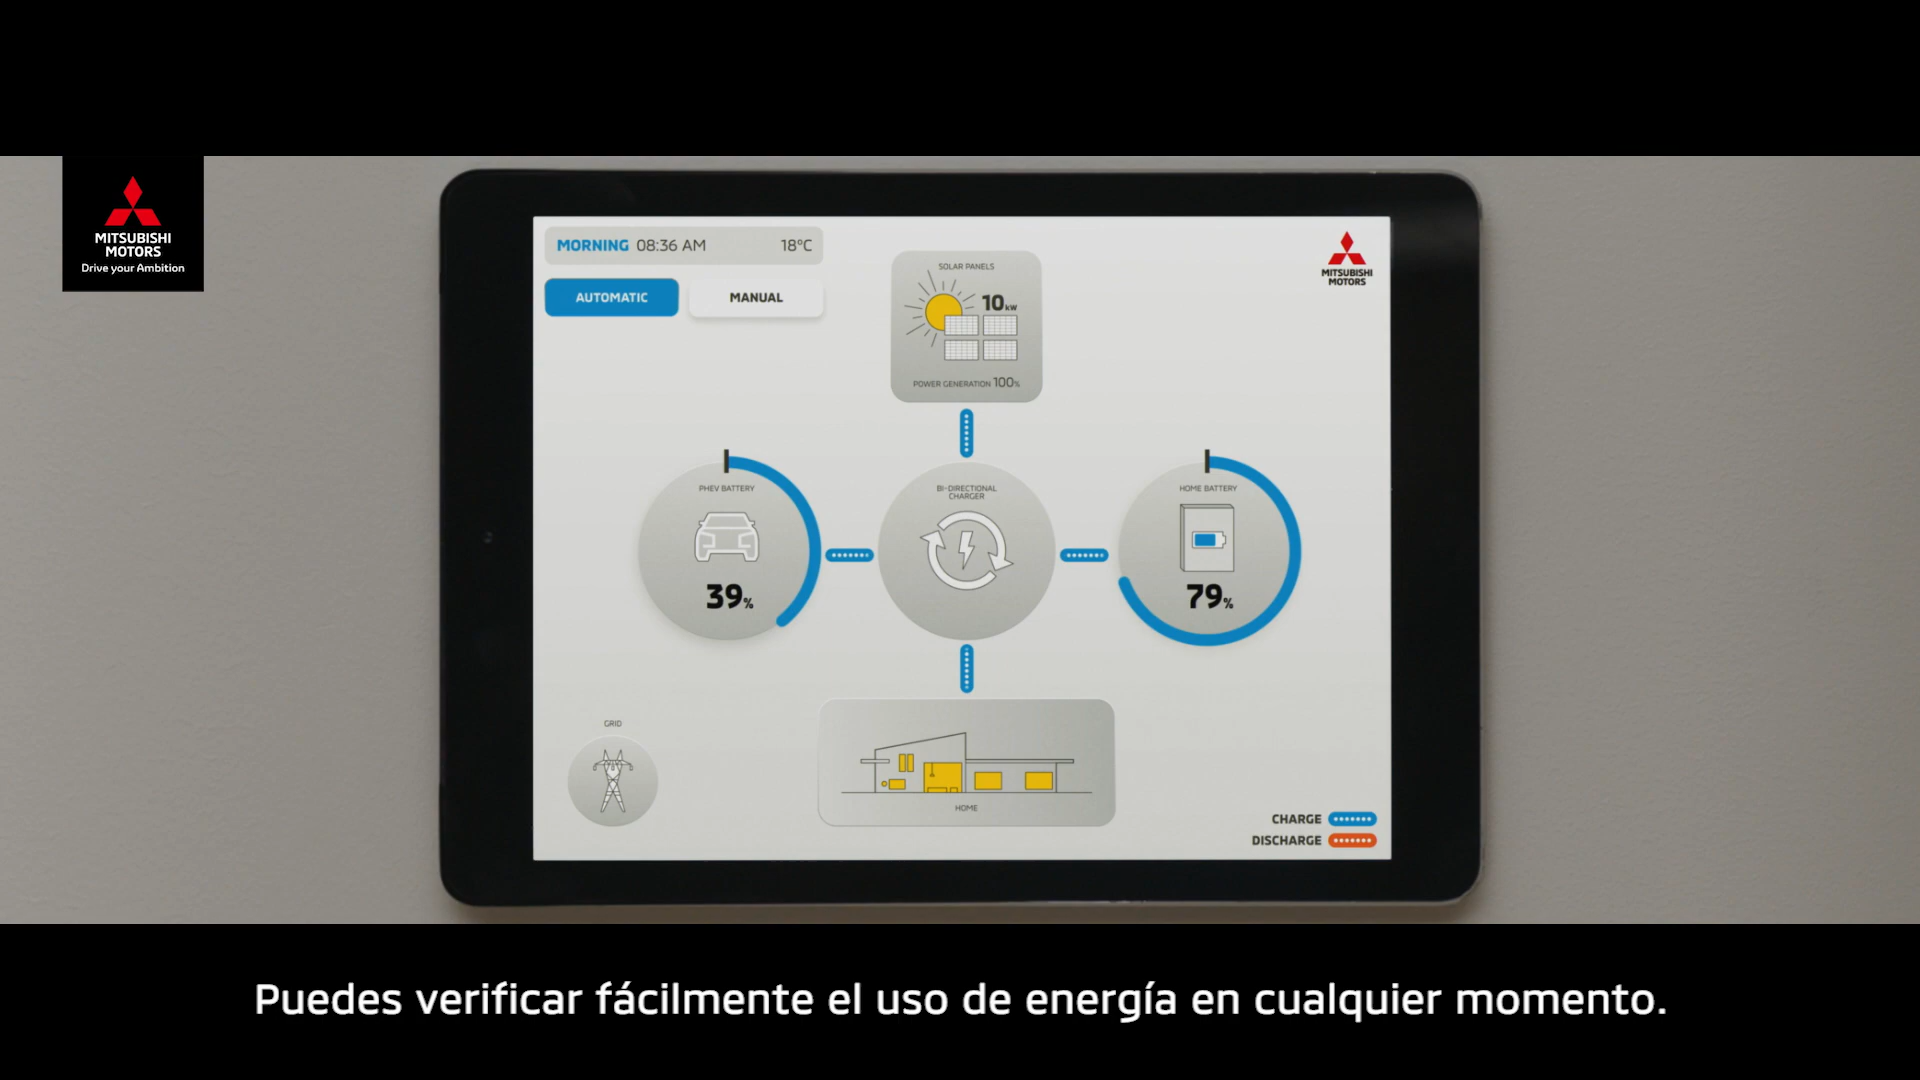 MITSUBISHI
MOTORS
Drive your Ambition
MORNING 08:36 AM 18°C
AUTOMATIC
MANUAL
SOLAR PANELS
10kW
POWER GENERATION 100%
MITSUBISHI
MOTORS
PHEV BATTERY
39%
BI-DIRECTIONAL
CHARGER
HOME BATTERY
79%
GRID
HOME
CHARGE
DISCHARGE
Puedes verificar fácilmente el uso de energía en cualquier momento.